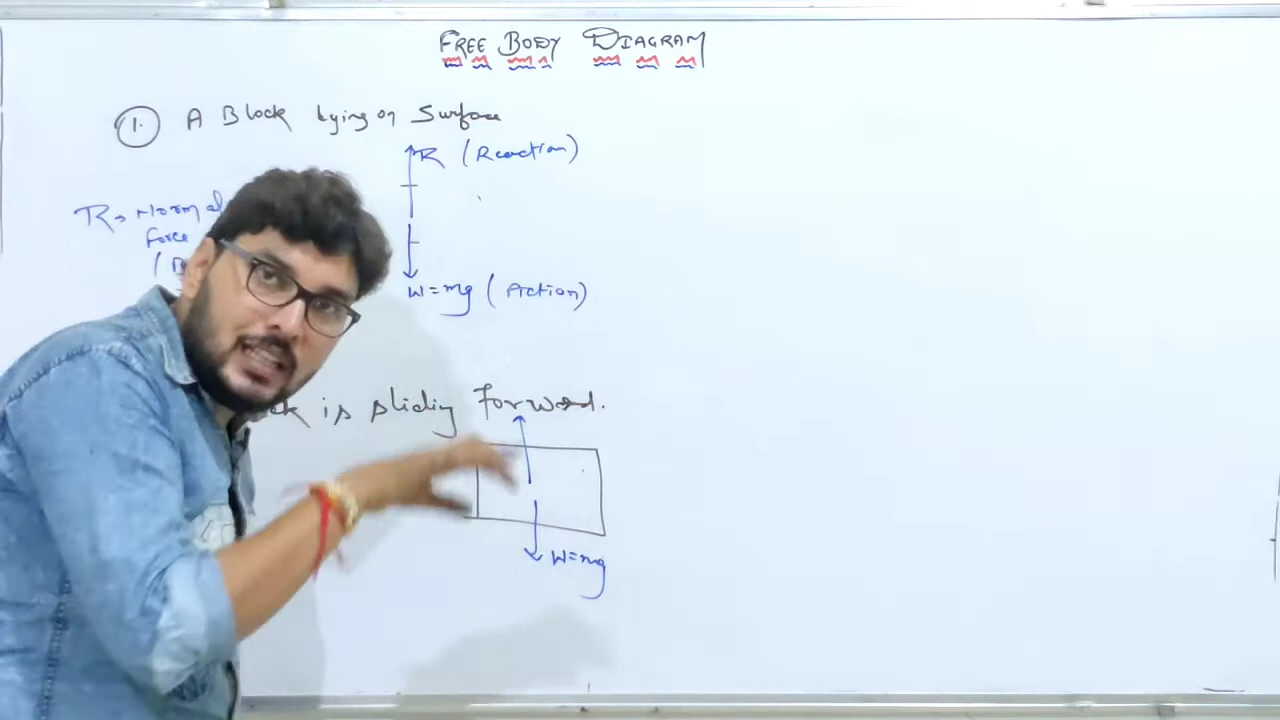 FREE BODY DIAGRAM
1. A Block lying on Surface
R (Reaction)
R → Normal
Force
W = mg (Action)
is sliding forward.
W = mg